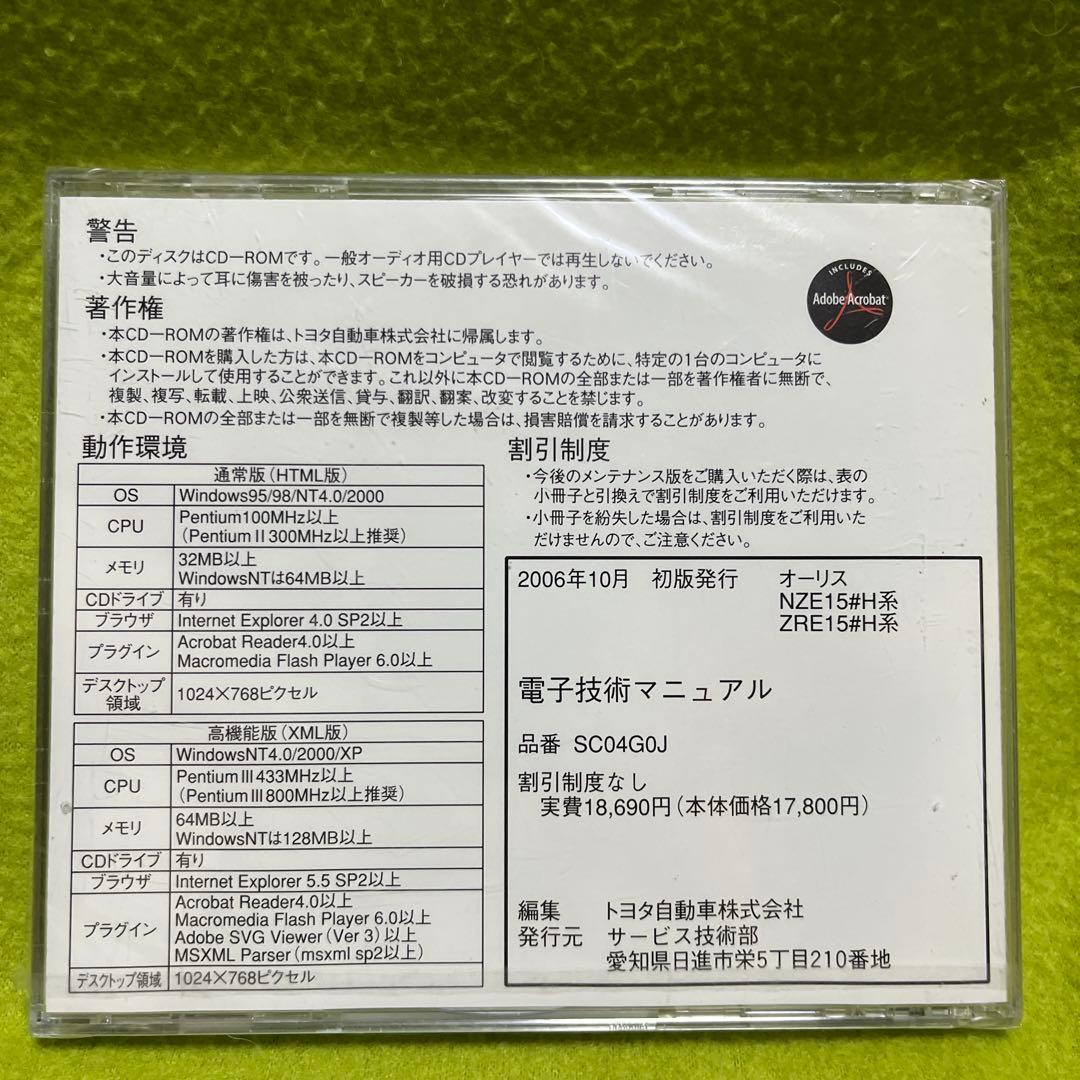 警告
・このディスクはCD－ROMです。一般オーディオ用CDプレイヤーでは再生しないでください。
・大音量によって耳に傷害を被ったり、スピーカーを破損する恐れがあります。
INCLUDES
Adobe Acrobat
著作権
・本CD－ROMの著作権は、トヨタ自動車株式会社に帰属します。
・本CD－ROMを購入した方は、本CD－ROMをコンピュータで閲覧するために、特定の1台のコンピュータに
インストールして使用することができます。これ以外に本CD－ROMの全部または一部を著作権者に無断で、
複製、複写、転載、上映、公衆送信、貸与、翻訳、翻案、改変することを禁じます。
・本CD－ROMの全部または一部を無断で複製等した場合は、損害賠償を請求することがあります。
動作環境
通常版（HTML版）
OS Windows95/98/NT4.0/2000
CPU Pentium100MHz以上
（PentiumⅡ300MHz以上推奨）
メモリ 32MB以上
WindowsNTは64MB以上
CDドライブ 有り
ブラウザ Internet Explorer 4.0 SP2以上
プラグイン Acrobat Reader4.0以上
Macromedia Flash Player 6.0以上
デスクトップ領域 1024×768ピクセル
高機能版（XML版）
OS WindowsNT4.0/2000/XP
CPU PentiumⅢ433MHz以上
（PentiumⅢ800MHz以上推奨）
メモリ 64MB以上
WindowsNTは128MB以上
CDドライブ 有り
ブラウザ Internet Explorer 5.5 SP2以上
プラグイン Acrobat Reader4.0以上
Macromedia Flash Player 6.0以上
Adobe SVG Viewer（Ver 3）以上
MSXML Parser（msxml sp2以上）
デスクトップ領域 1024×768ピクセル
割引制度
・今後のメンテナンス版をご購入いただく際は、表の
小冊子と引換えで割引制度をご利用いただけます。
・小冊子を紛失した場合は、割引制度をご利用いた
だけませんので、ご注意ください。
2006年10月 初版発行 オーリス
NZE15#H系
ZRE15#H系
電子技術マニュアル
品番 SC04G0J
割引制度なし
実費18,690円（本体価格17,800円）
編集 トヨタ自動車株式会社
発行元 サービス技術部
愛知県日進市栄5丁目210番地